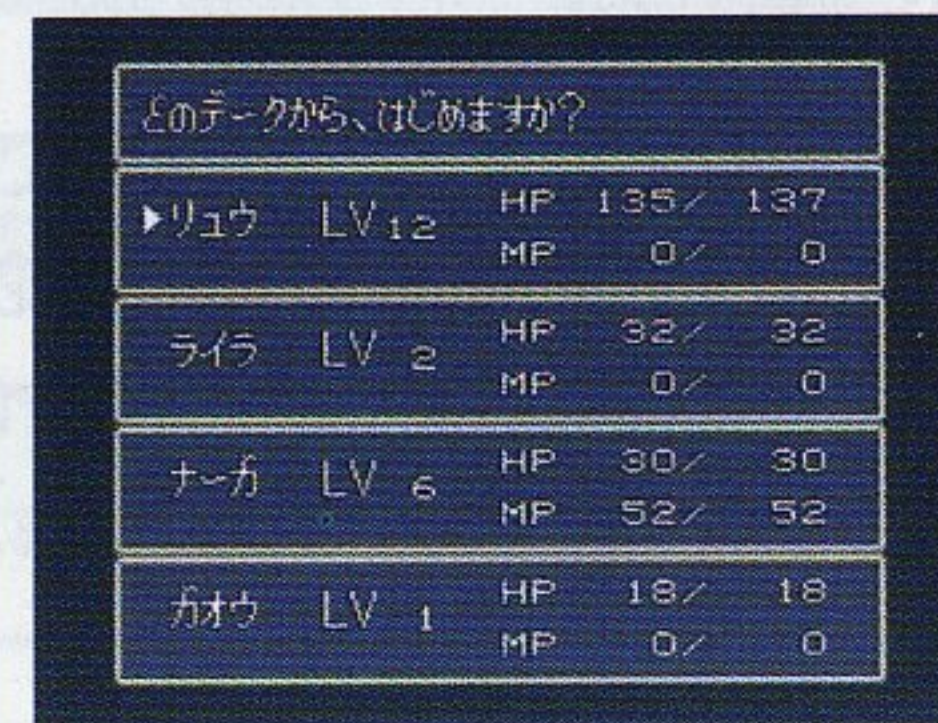 どのデータから、はじめますか?
▶リュウ LV12 HP 135/ 137
MP 0/ 0
ライラ LV 2 HP 32/ 32
MP 0/ 0
ナーガ LV 6 HP 30/ 30
MP 52/ 52
ガオウ LV 1 HP 18/ 18
MP 0/ 0